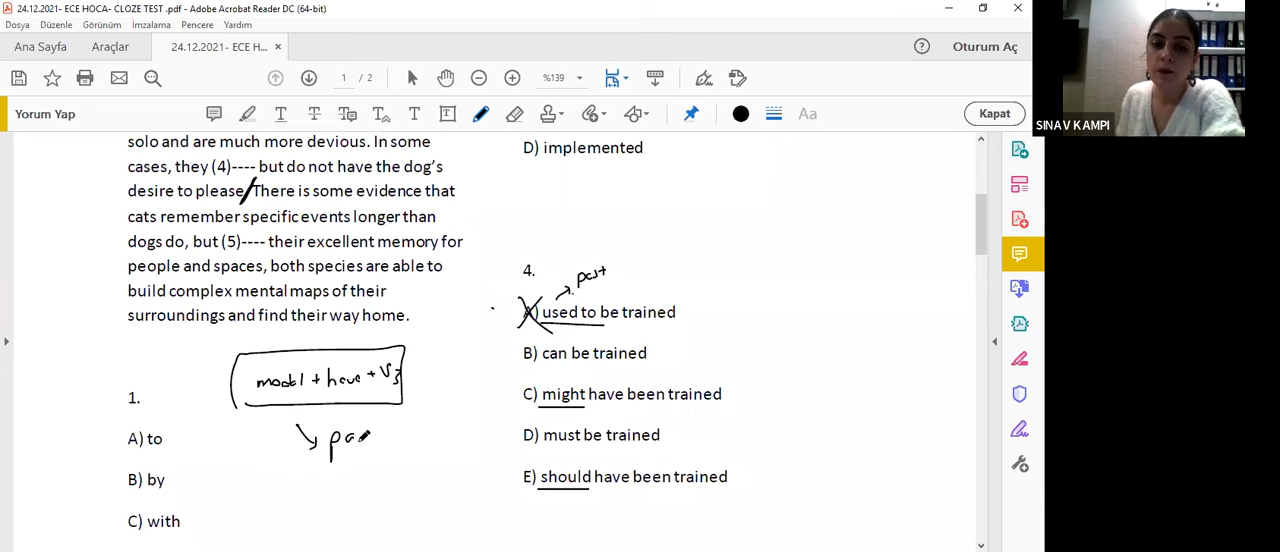 24.12.2021- ECE HOCA- CLOZE TEST .pdf - Adobe Acrobat Reader DC (64-bit)
Dosya Düzenle Görünüm İmzalama Pencere Yardım
Ana Sayfa Araçlar 24.12.2021- ECE H... × Oturum Aç
1 / 2 %139
Yorum Yap Aa Kapat
SINAV KAMPI
solo and are much more devious. In some
cases, they (4)---- but do not have the dog's
desire to please. There is some evidence that
cats remember specific events longer than
dogs do, but (5)---- their excellent memory for
people and spaces, both species are able to
build complex mental maps of their
surroundings and find their way home.
modal + have + V3
pas
1.
A) to
B) by
C) with
D) implemented
4.
past
A) used to be trained
B) can be trained
C) might have been trained
D) must be trained
E) should have been trained